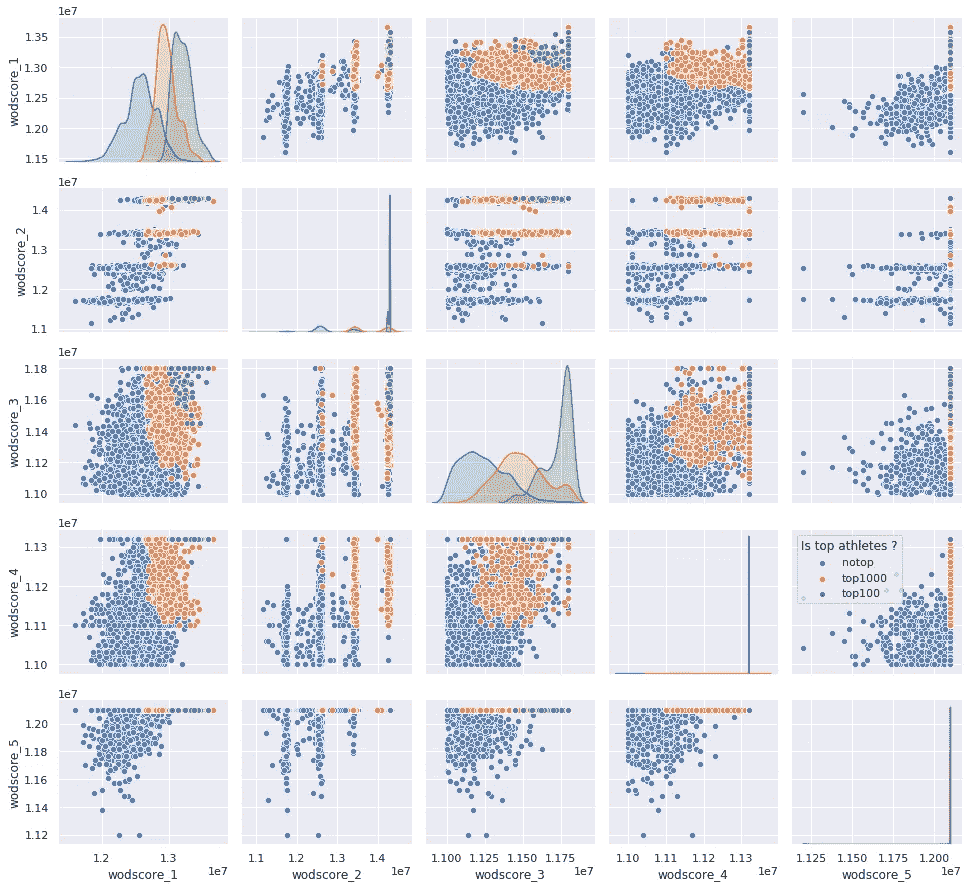 1e7
1.35
1.30
1.25
1.20
1.15
wodscore_1
1e7
1.4
1.3
1.2
1.1
wodscore_2
1e7
1.18
1.16
1.14
1.12
1.10
wodscore_3
1e7
1.13
1.12
1.11
1.10
wodscore_4
Is top athletes ?
notop
top1000
top100
1e7
1.20
1.18
1.16
1.14
1.12
wodscore_5
1.2 1.3 1e7
wodscore_1
1.1 1.2 1.3 1.4 1e7
wodscore_2
1.100 1.125 1.150 1.175 1e7
wodscore_3
1.10 1.11 1.12 1.13 1e7
wodscore_4
1.125 1.150 1.175 1.200 1e7
wodscore_5